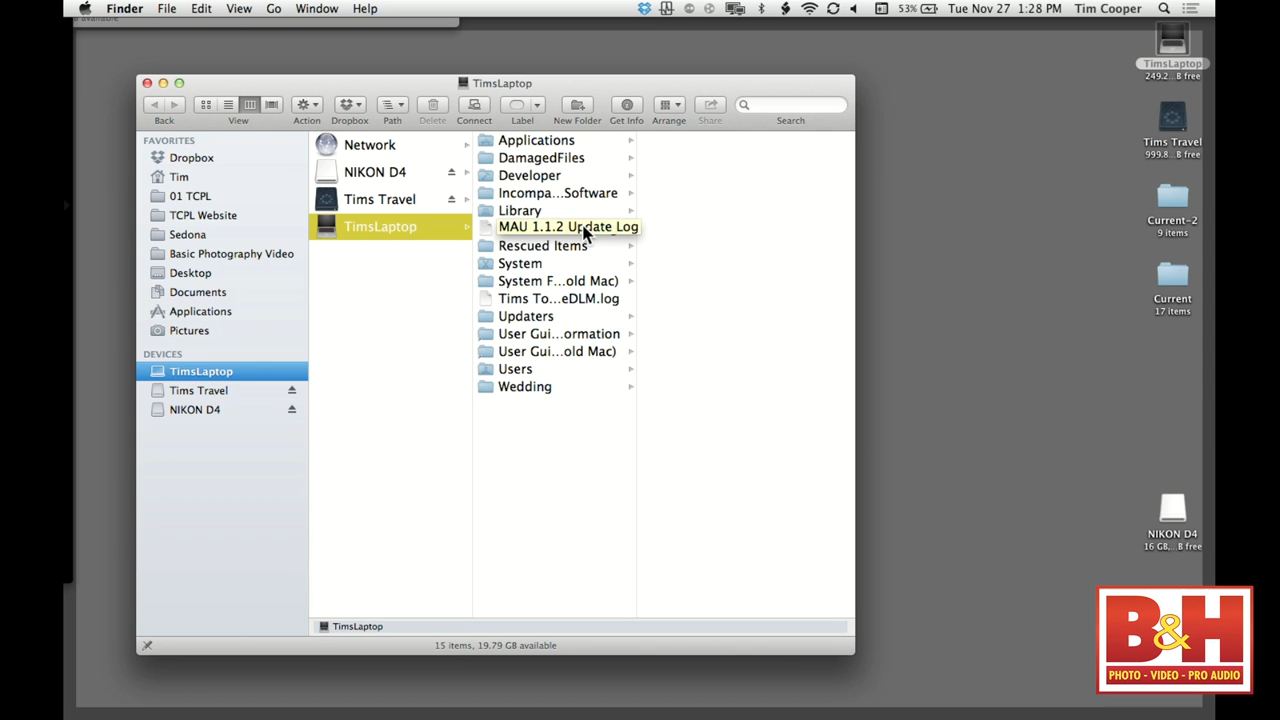 Finder File Edit View Go Window Help 53% Tue Nov 27 1:28 PM Tim Cooper
available
TimsLaptop
Back View Action Dropbox Path Delete Connect Label New Folder Get Info Arrange Share Search
FAVORITES
Dropbox
Tim
01 TCPL
TCPL Website
Sedona
Basic Photography Video
Desktop
Documents
Applications
Pictures
DEVICES
TimsLaptop
Tims Travel
NIKON D4
Network
NIKON D4
Tims Travel
TimsLaptop
Applications
DamagedFiles
Developer
Incompa...Software
Library
MAU 1.1.2 Update Log
Rescued Items
System
System F...old Mac)
Tims To...eDLM.log
Updaters
User Gui...ormation
User Gui...old Mac)
Users
Wedding
TimsLaptop
15 items, 19.79 GB available
TimsLaptop
249.2...B free
Tims Travel
999.8...B free
Current-2
9 items
Current
17 items
NIKON D4
16 GB,... B free
B&H
PHOTO - VIDEO - PRO AUDIO